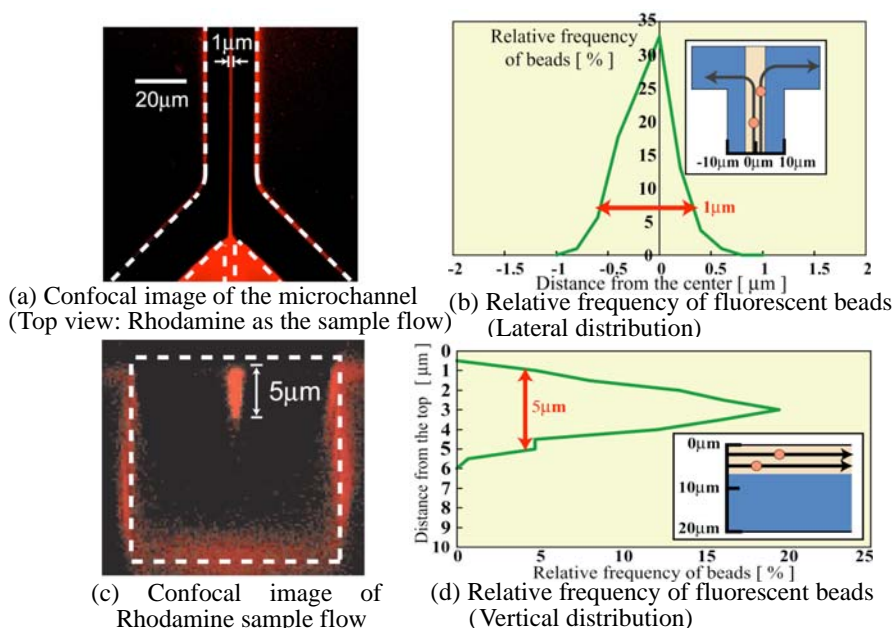 1μm
20μm
(a) Confocal image of the microchannel
(Top view: Rhodamine as the sample flow)
Relative frequency
of beads [ % ]
35
30
25
20
15
10
5
0
1μm
-10μm 0μm 10μm
-2 -1.5 -1 -0.5 0 0.5 1 1.5 2
Distance from the center [ μm ]
(b) Relative frequency of fluorescent beads
(Lateral distribution)
5μm
(c) Confocal image of
Rhodamine sample flow
Distance from the top [ μm ]
0
1
2
3
4
5
6
7
8
9
10
5μm
0μm
10μm
20μm
0 5 10 15 20 25
Relative frequency of beads [ % ]
(d) Relative frequency of fluorescent beads
(Vertical distribution)